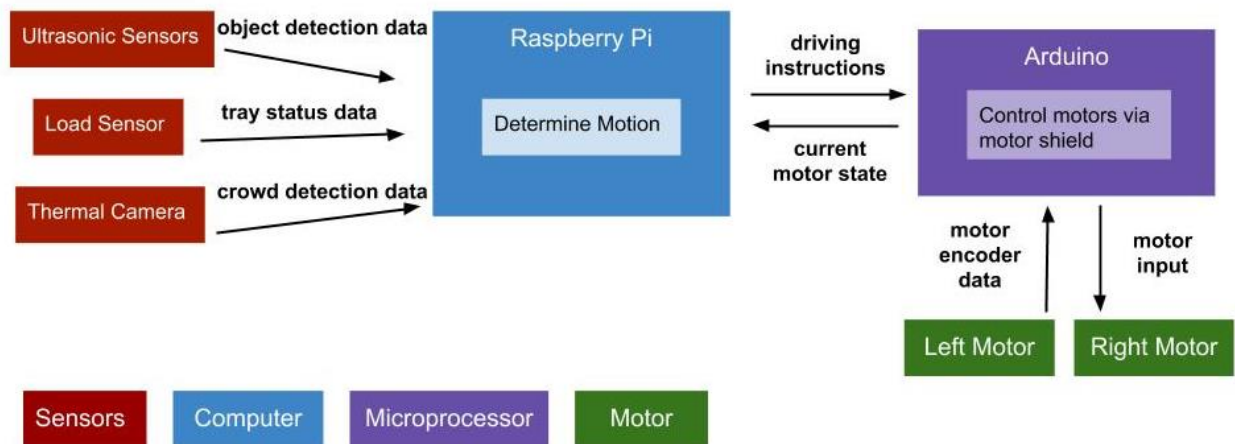 Ultrasonic Sensors
object detection data
Load Sensor
tray status data
Thermal Camera
crowd detection data
Raspberry Pi
Determine Motion
driving
instructions
current
motor state
Arduino
Control motors via
motor shield
motor
encoder
data
motor
input
Left Motor
Right Motor
Sensors
Computer
Microprocessor
Motor